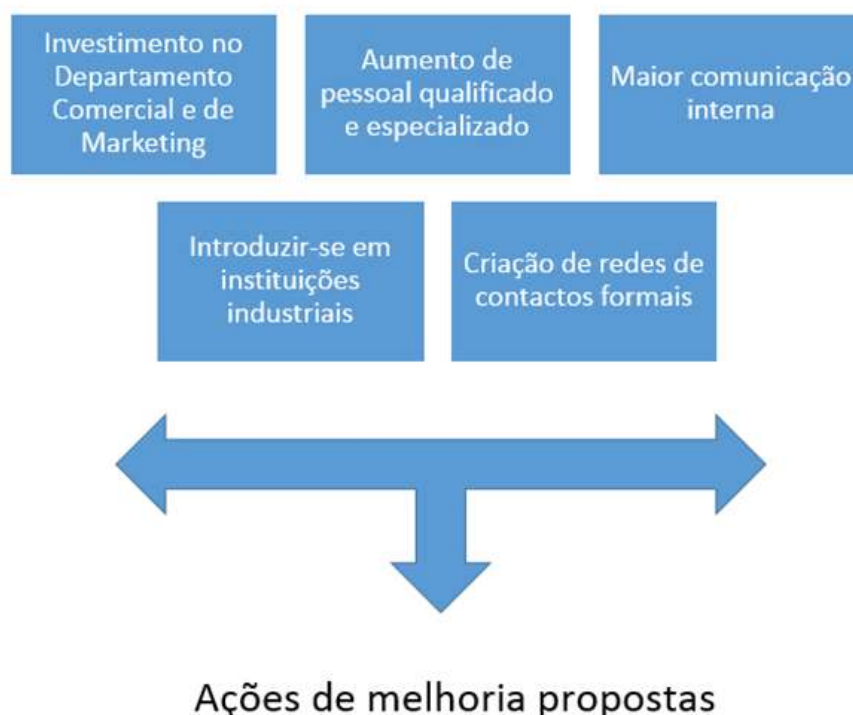 Investimento no
Departamento
Comercial e de
Marketing
Aumento de
pessoal qualificado
e especializado
Maior comunicação
interna
Introduzir-se em
instituições
industriais
Criação de redes de
contactos formais
Ações de melhoria propostas